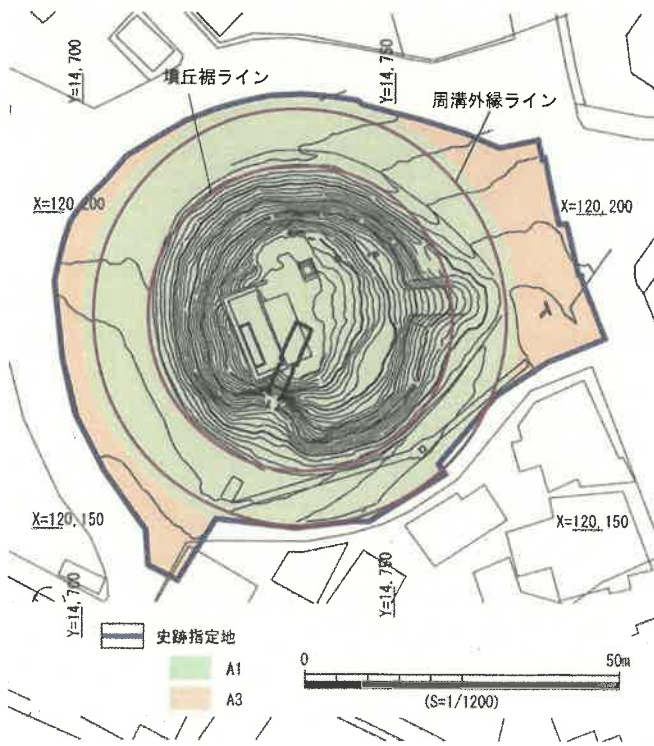 Y=14,700
Y=14,750
墳丘裾ライン
周溝外縁ライン
X=120,200
X=120,200
X=120,150
X=120,150
Y=14,700
Y=14,750
史跡指定地
A1
A3
0
50m
(S=1/1200)